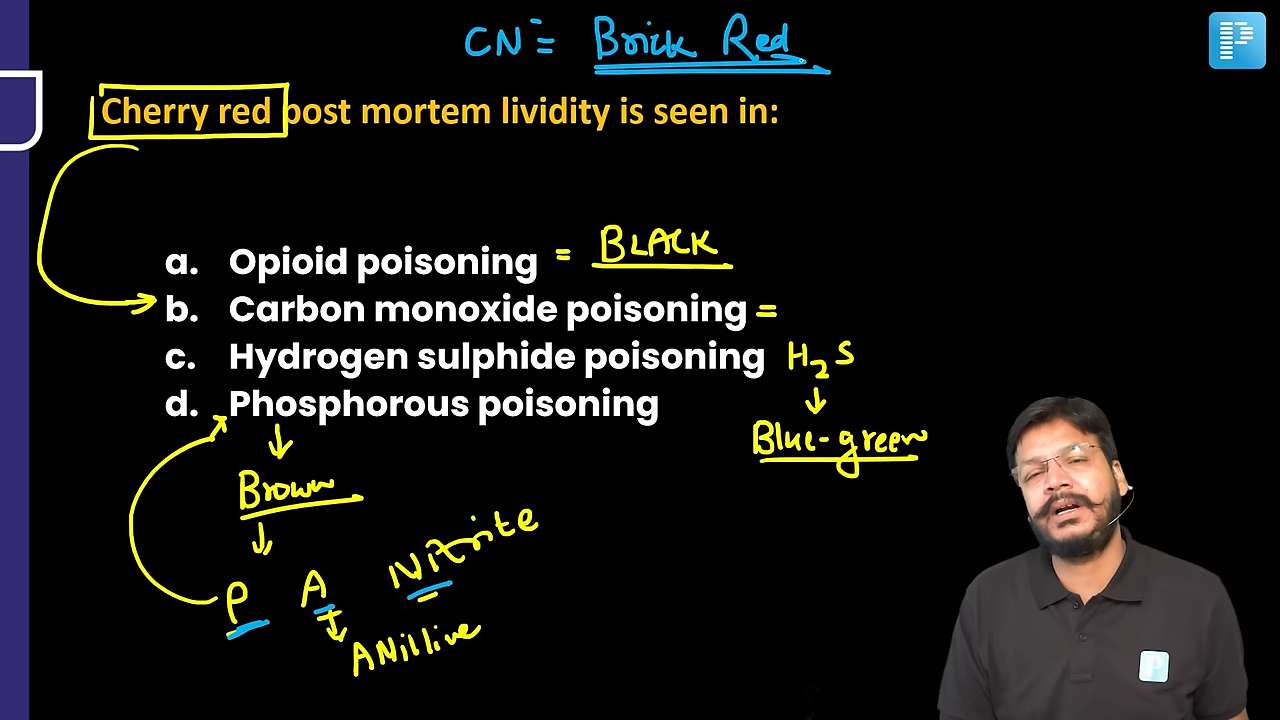 CN⁻= Brick Red
Cherry red post mortem lividity is seen in:
a. Opioid poisoning = BLACK
b. Carbon monoxide poisoning =
c. Hydrogen sulphide poisoning H₂S
d. Phosphorous poisoning
Blue-green
Brown
P A Nitrite
ANilline
P
P